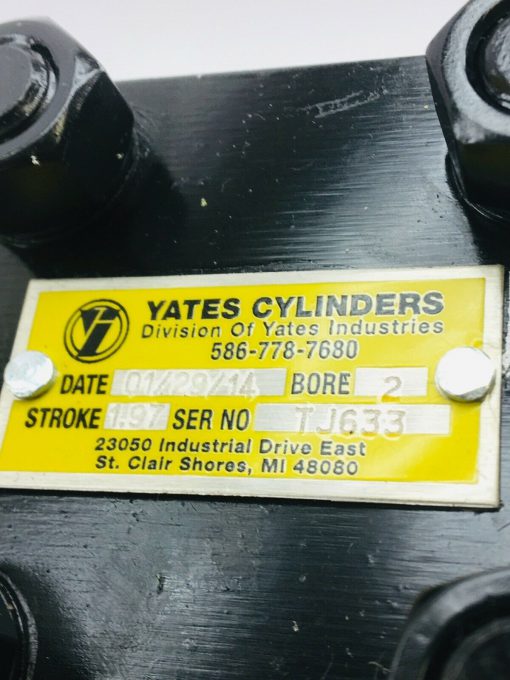 YATES CYLINDERS
Division Of Yates Industries
586-778-7680
DATE 01/29/14 BORE 2
STROKE 1.97 SER NO TJ633
23050 Industrial Drive East
St. Clair Shores, MI 48080